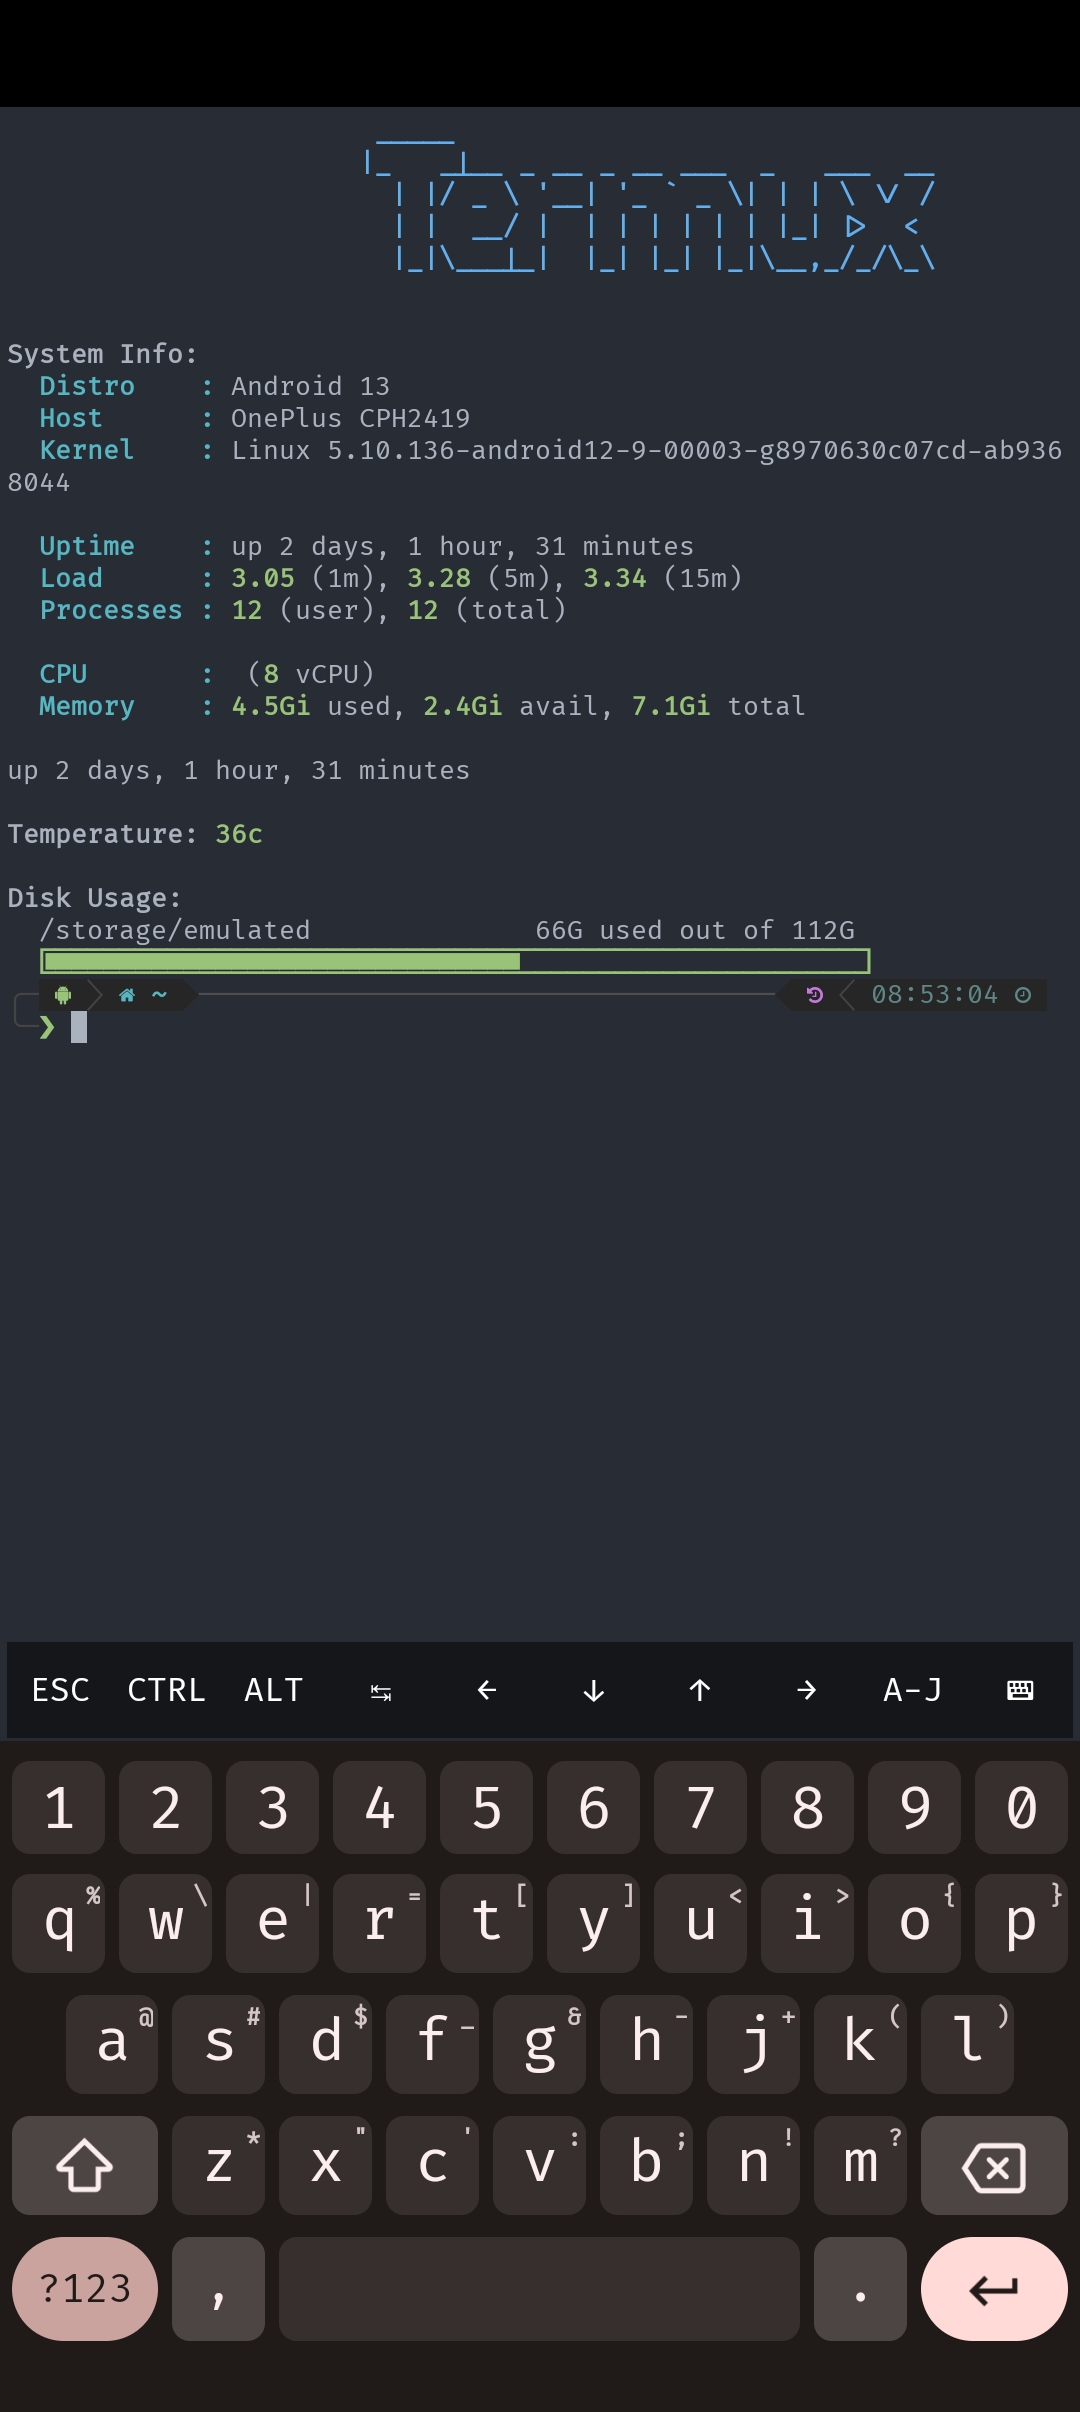 Termux
System Info:
Distro : Android 13
Host : OnePlus CPH2419
Kernel : Linux 5.10.136-android12-9-00003-g8970630c07cd-ab936
8044
Uptime : up 2 days, 1 hour, 31 minutes
Load : 3.05 (1m), 3.28 (5m), 3.34 (15m)
Processes : 12 (user), 12 (total)
CPU : (8 vCPU)
Memory : 4.5Gi used, 2.4Gi avail, 7.1Gi total
up 2 days, 1 hour, 31 minutes
Temperature: 36c
Disk Usage:
/storage/emulated 66G used out of 112G
~ 08:53:04
❯
ESC CTRL ALT ↹ ← ↓ ↑ → A-J
1 2 3 4 5 6 7 8 9 0
q % w \ e | r = t [ y ] u < i > o { p }
a @ s # d $ f _ g & h - j + k ( l )
z * x " c ' v : b ; n ! m ?
?123 , .